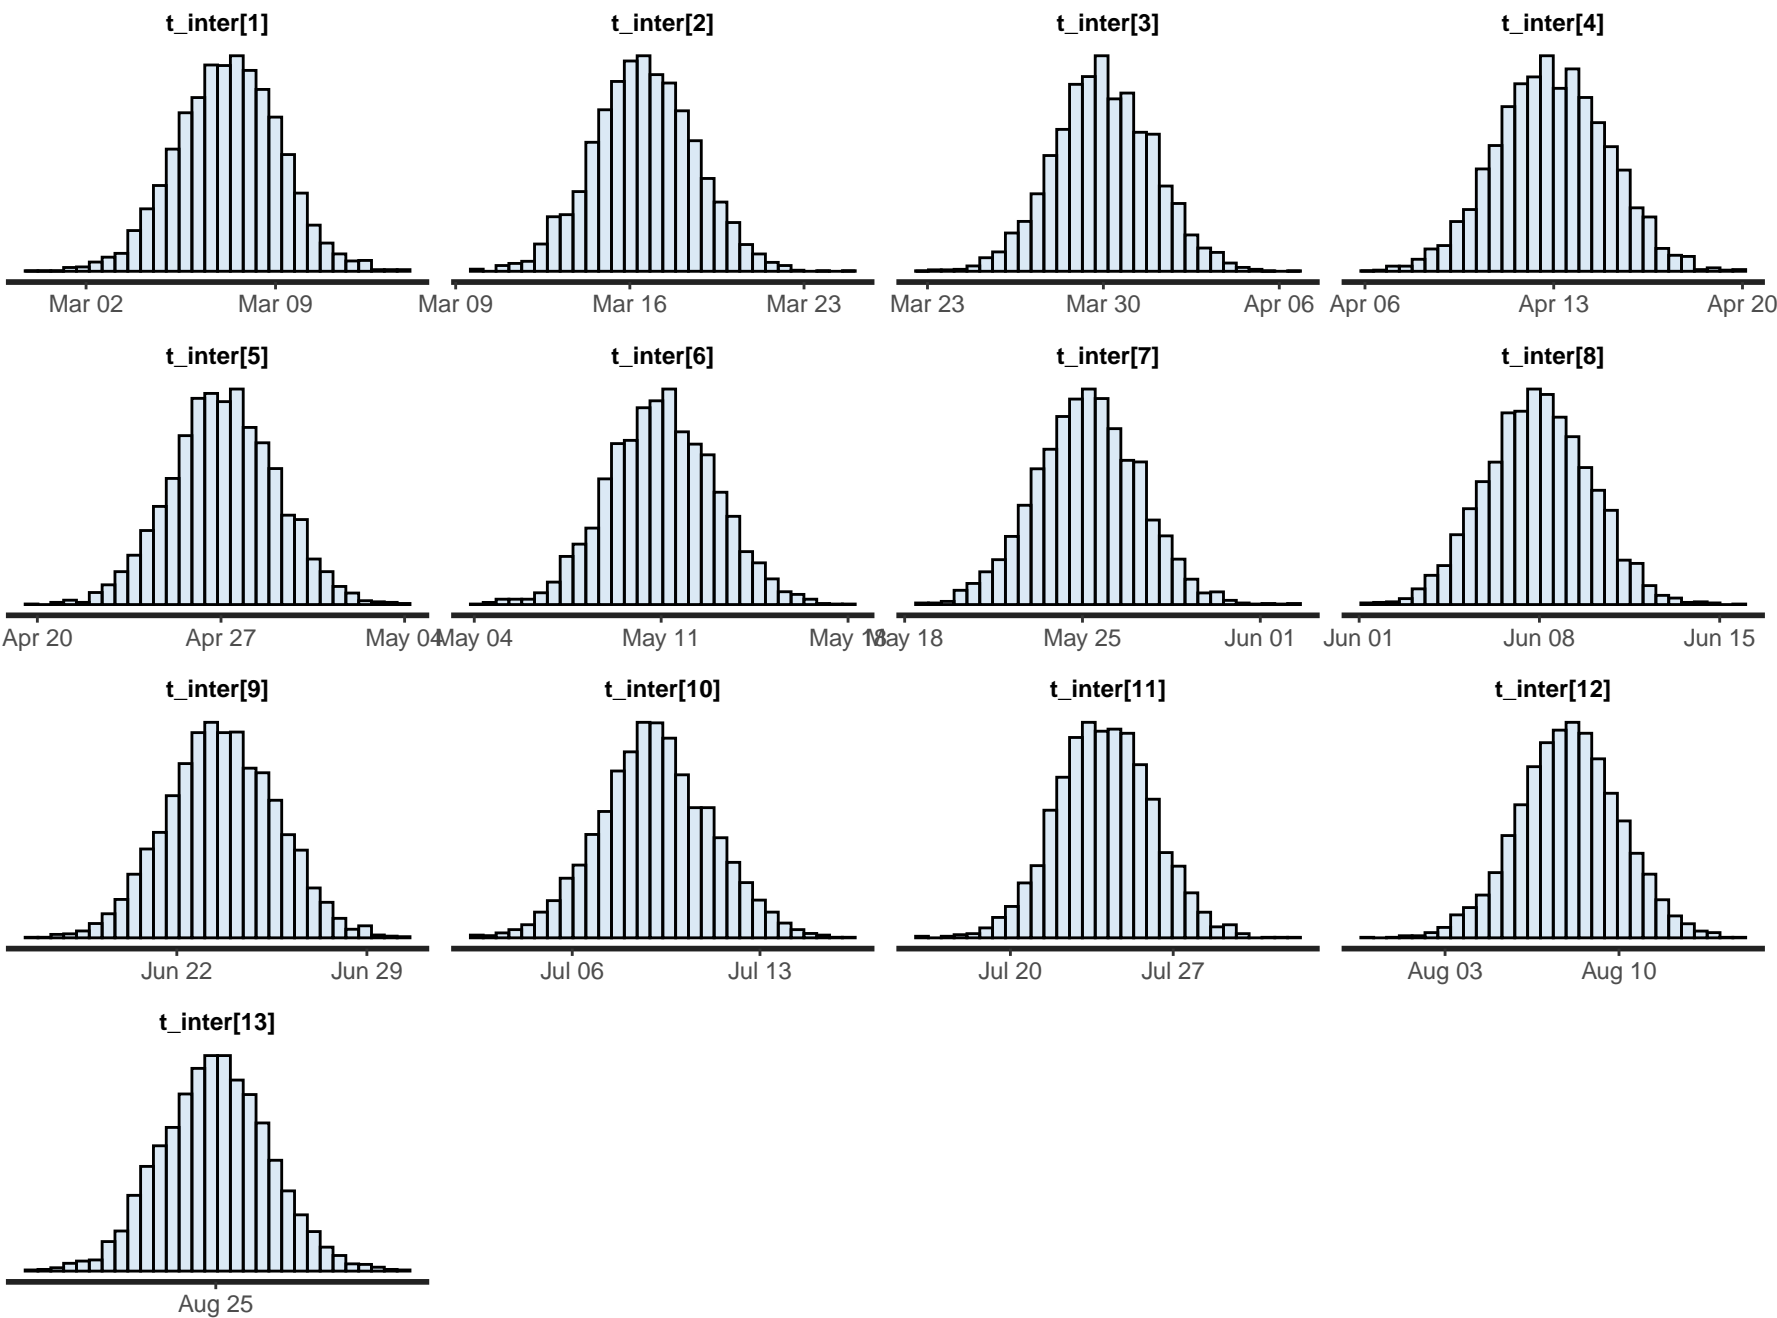 t_inter[1] t_inter[2] t_inter[3] t_inter[4]
Mar 02 Mar 09 Mar 09 Mar 16 Mar 23 Mar 23 Mar 30 Apr 06 Apr 06 Apr 13 Apr 20
t_inter[5] t_inter[6] t_inter[7] t_inter[8]
Apr 20 Apr 27 May 04 May 04 May 11 May 18 May 18 May 25 Jun 01 Jun 01 Jun 08 Jun 15
t_inter[9] t_inter[10] t_inter[11] t_inter[12]
Jun 22 Jun 29 Jul 06 Jul 13 Jul 20 Jul 27 Aug 03 Aug 10
t_inter[13]
Aug 25